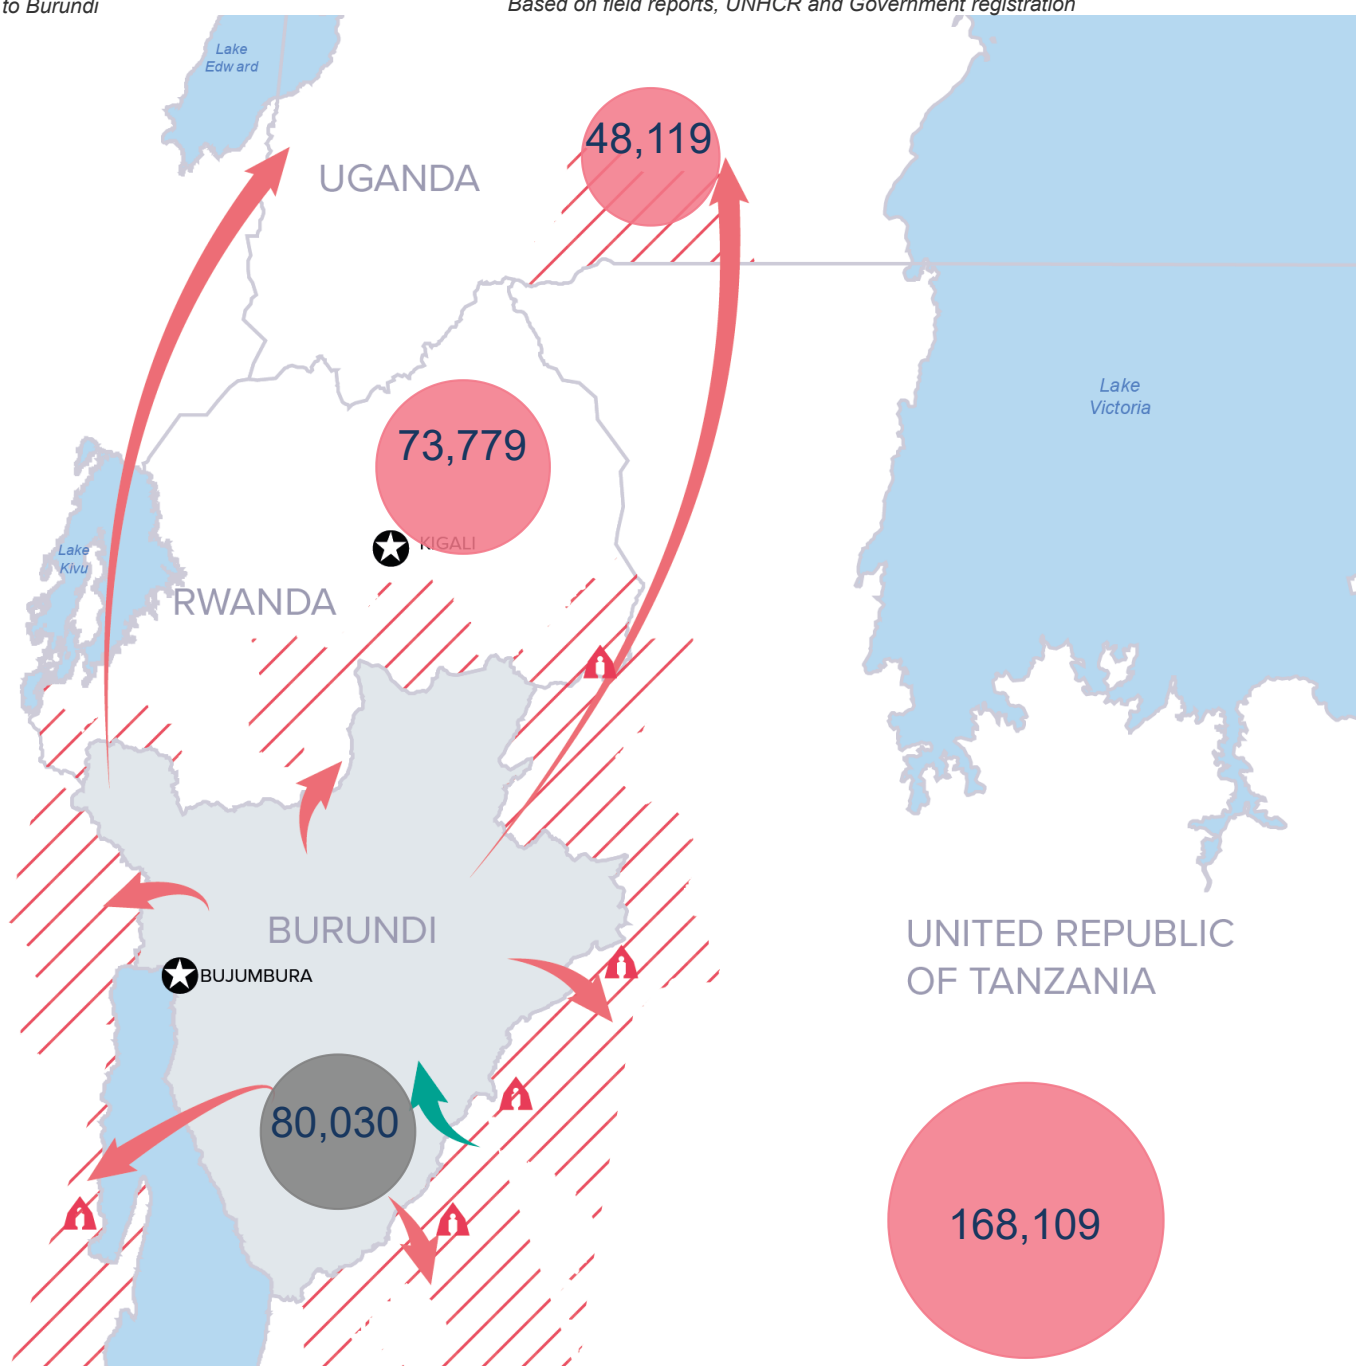 to Burundi
Based on field reports, UNHCR and Government registration
Lake
Edward
48,119
UGANDA
Lake
Victoria
73,779
KIGALI
Lake
Kivu
RWANDA
BURUNDI
UNITED REPUBLIC
OF TANZANIA
BUJUMBURA
80,030
168,109